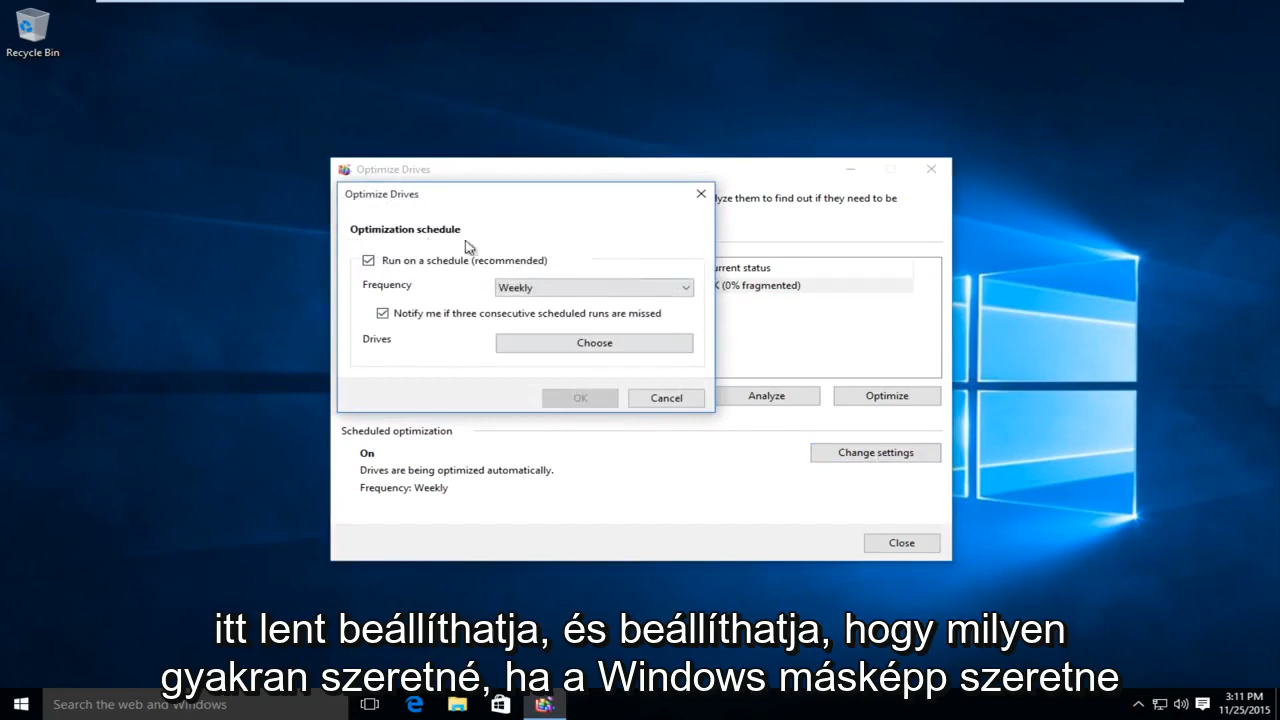 Recycle Bin
Optimize Drives
Optimize Drives
lyze them to find out if they need to be
Optimization schedule
Run on a schedule (recommended)
Frequency
Weekly
Notify me if three consecutive scheduled runs are missed
Drives
Choose
OK
Cancel
urrent status
K (0% fragmented)
Analyze
Optimize
Scheduled optimization
On
Drives are being optimized automatically.
Frequency: Weekly
Change settings
Close
itt lent beállíthatja, és beállíthatja, hogy milyen
gyakran szeretné, ha a Windows másképp szeretne
Search the web and Windows
3:11 PM
11/25/2015